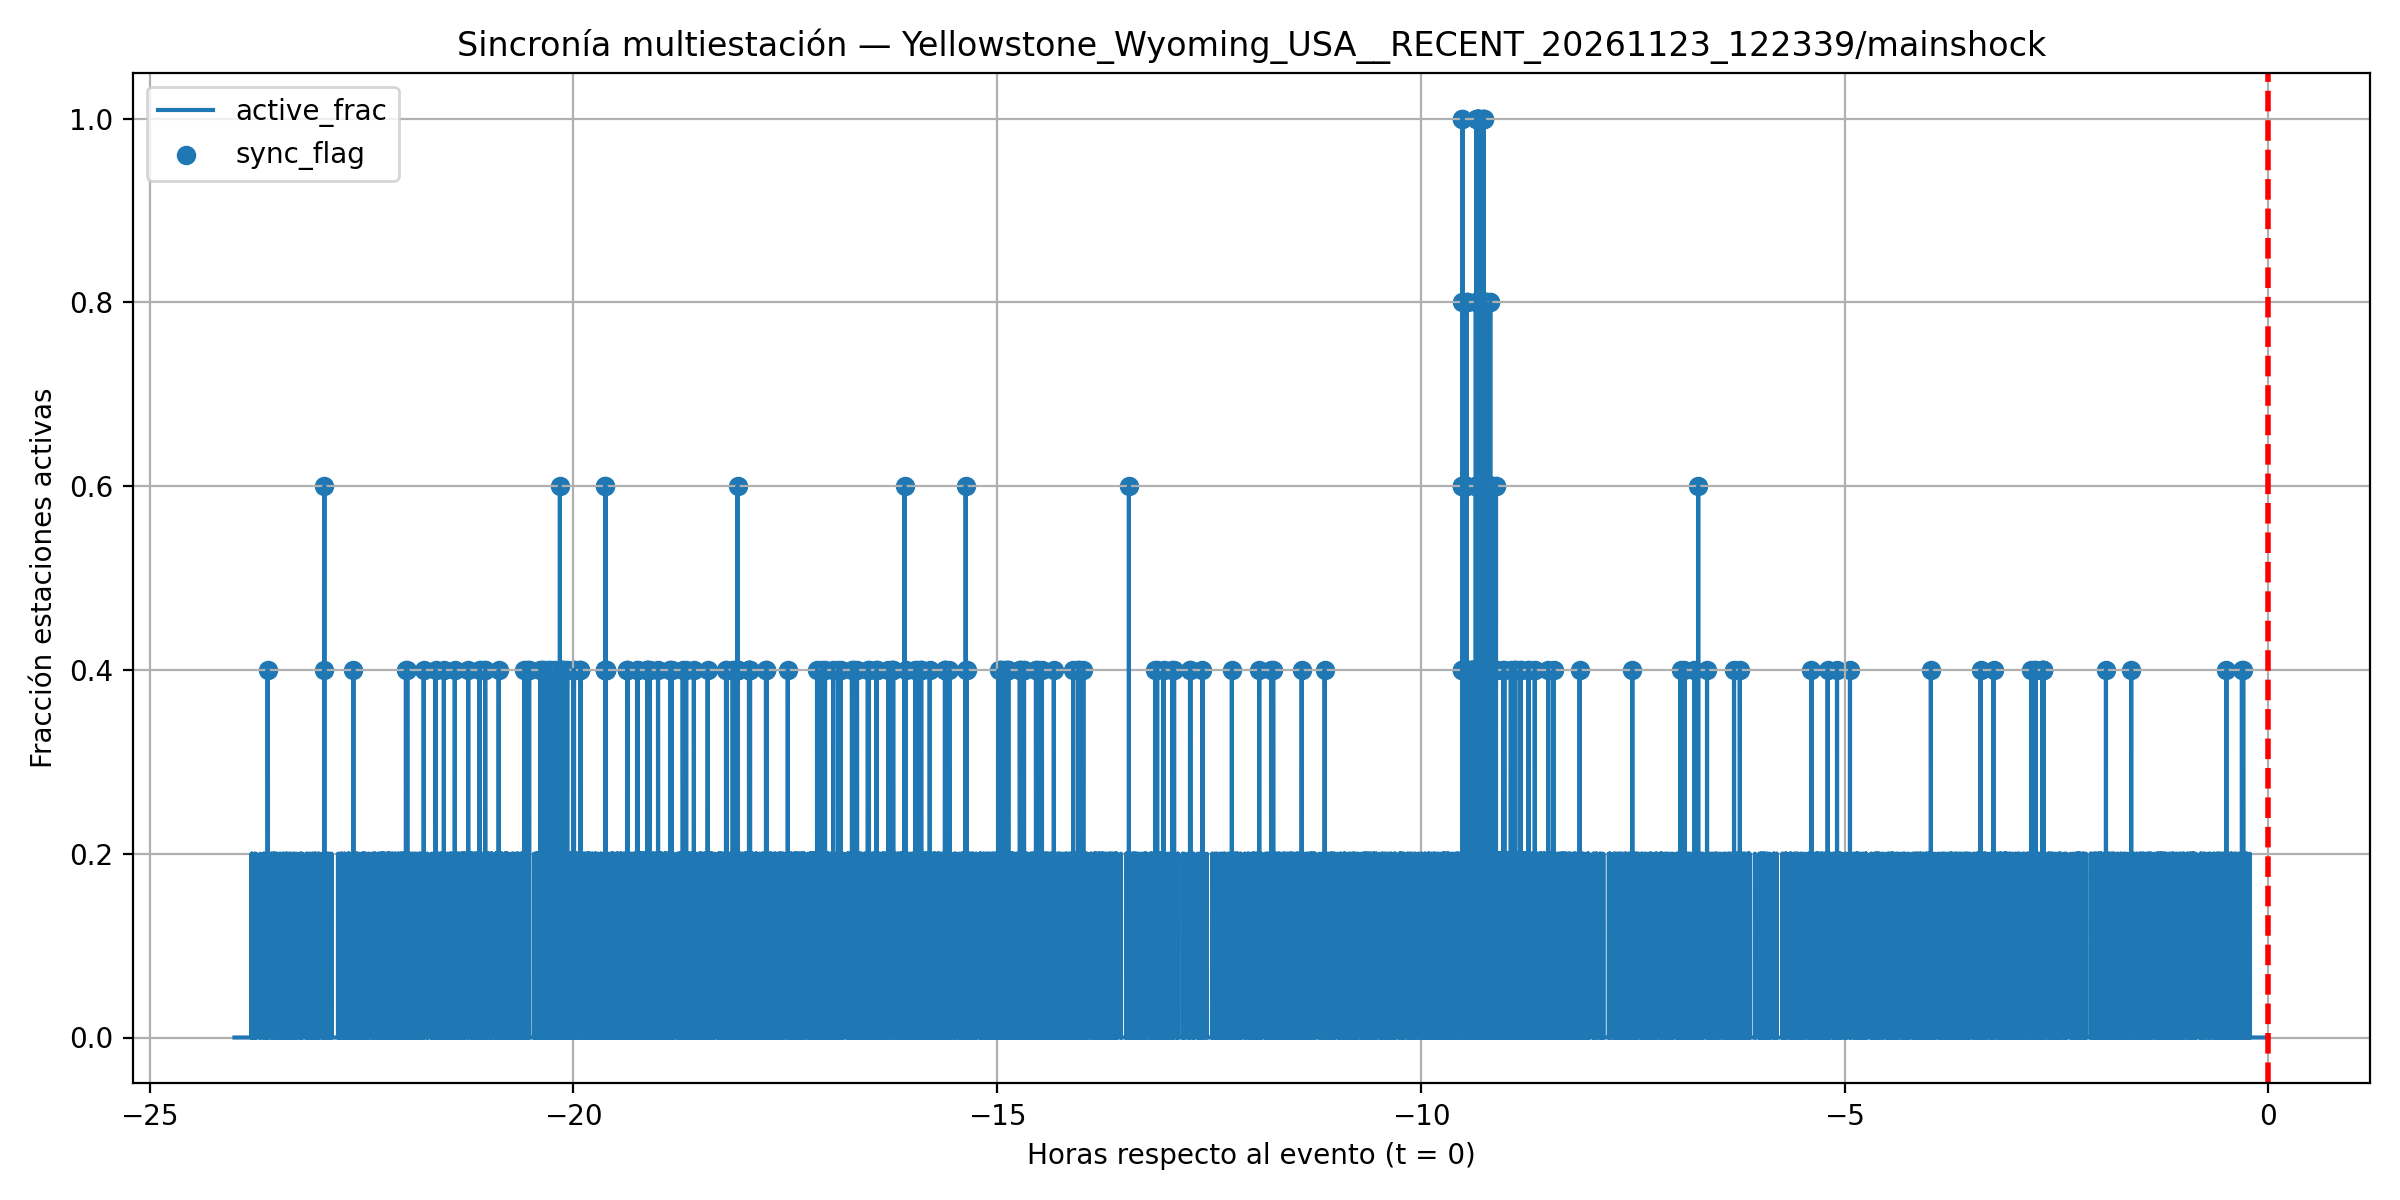 Sincronía multiestación — Yellowstone_Wyoming_USA__RECENT_20261123_122339/mainshock
active_frac
sync_flag
Fracción estaciones activas
1.0
0.8
0.6
0.4
0.2
0.0
−25
−20
−15
−10
−5
0
Horas respecto al evento (t = 0)